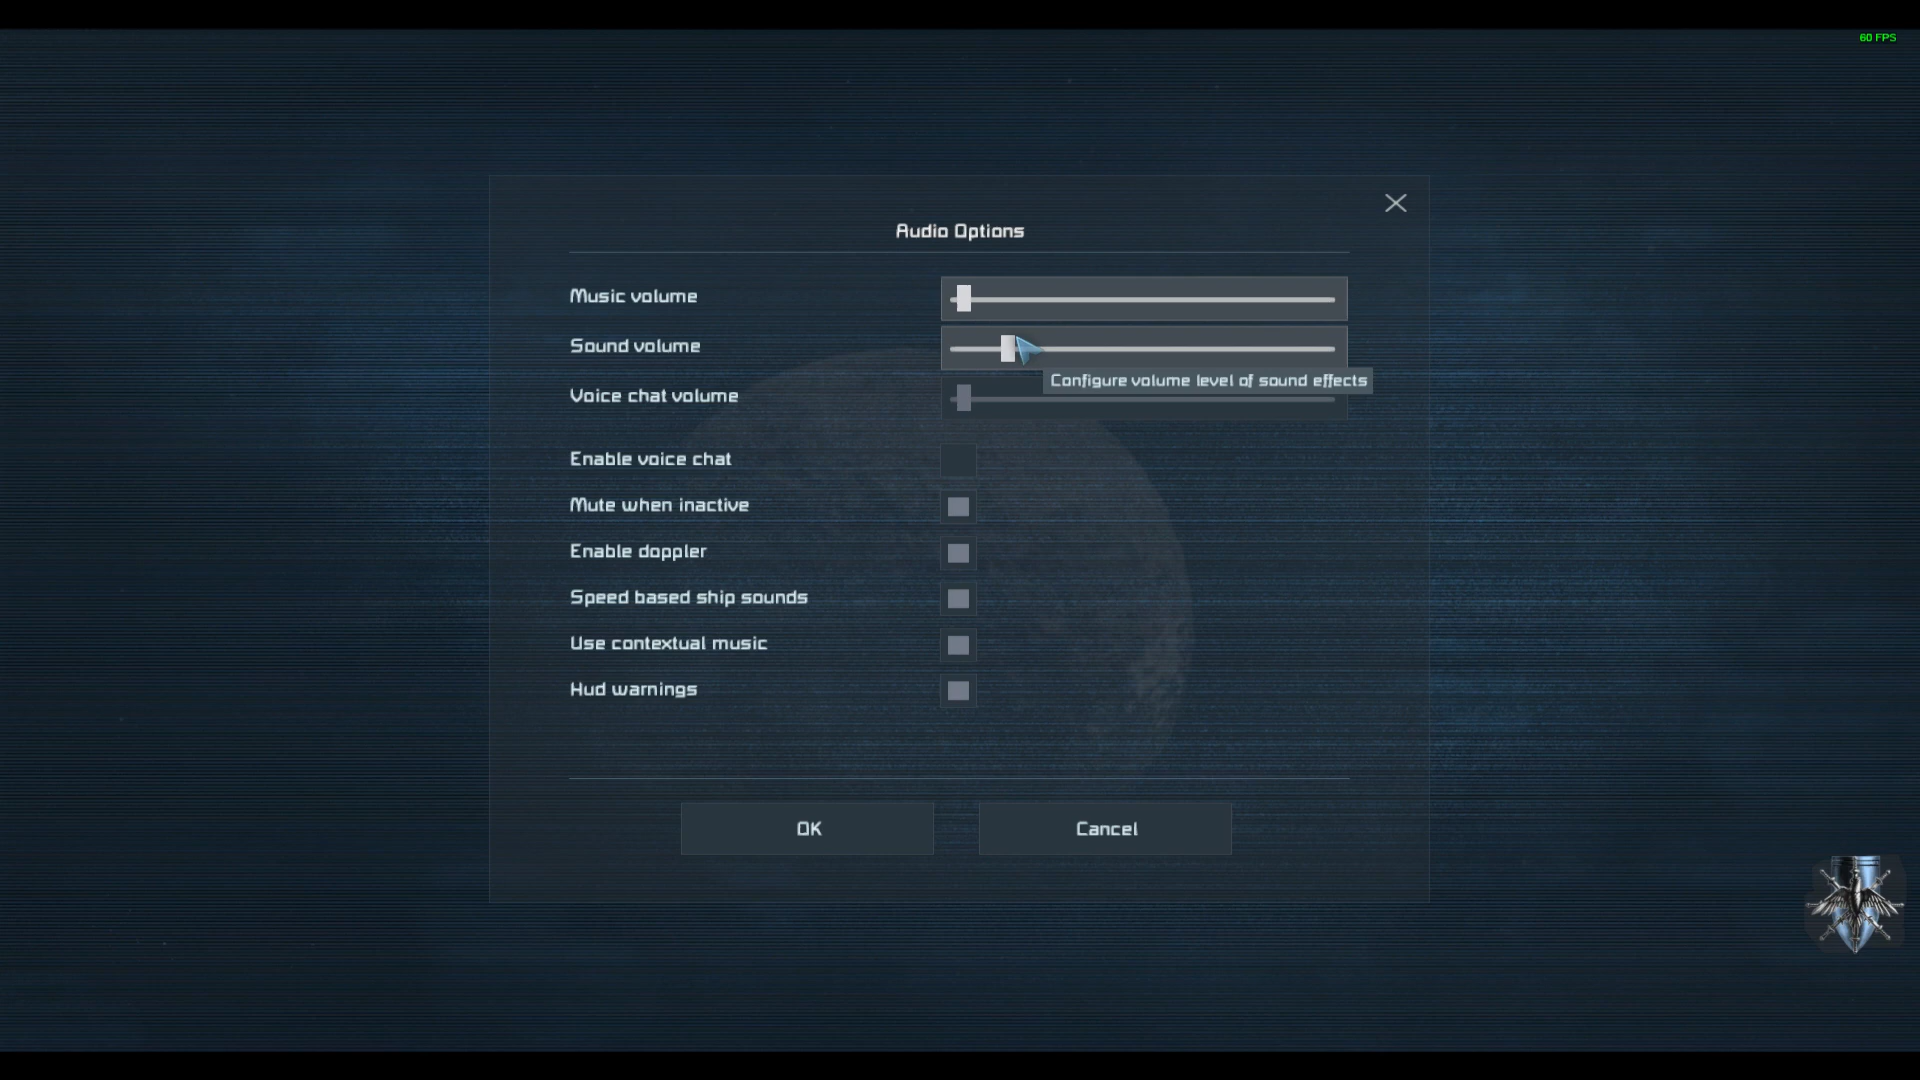 60 FPS
Audio Options
Music volume
Sound volume
Configure volume level of sound effects
Voice chat volume
Enable voice chat
Mute when inactive
Enable doppler
Speed based ship sounds
Use contextual music
Hud warnings
OK
Cancel